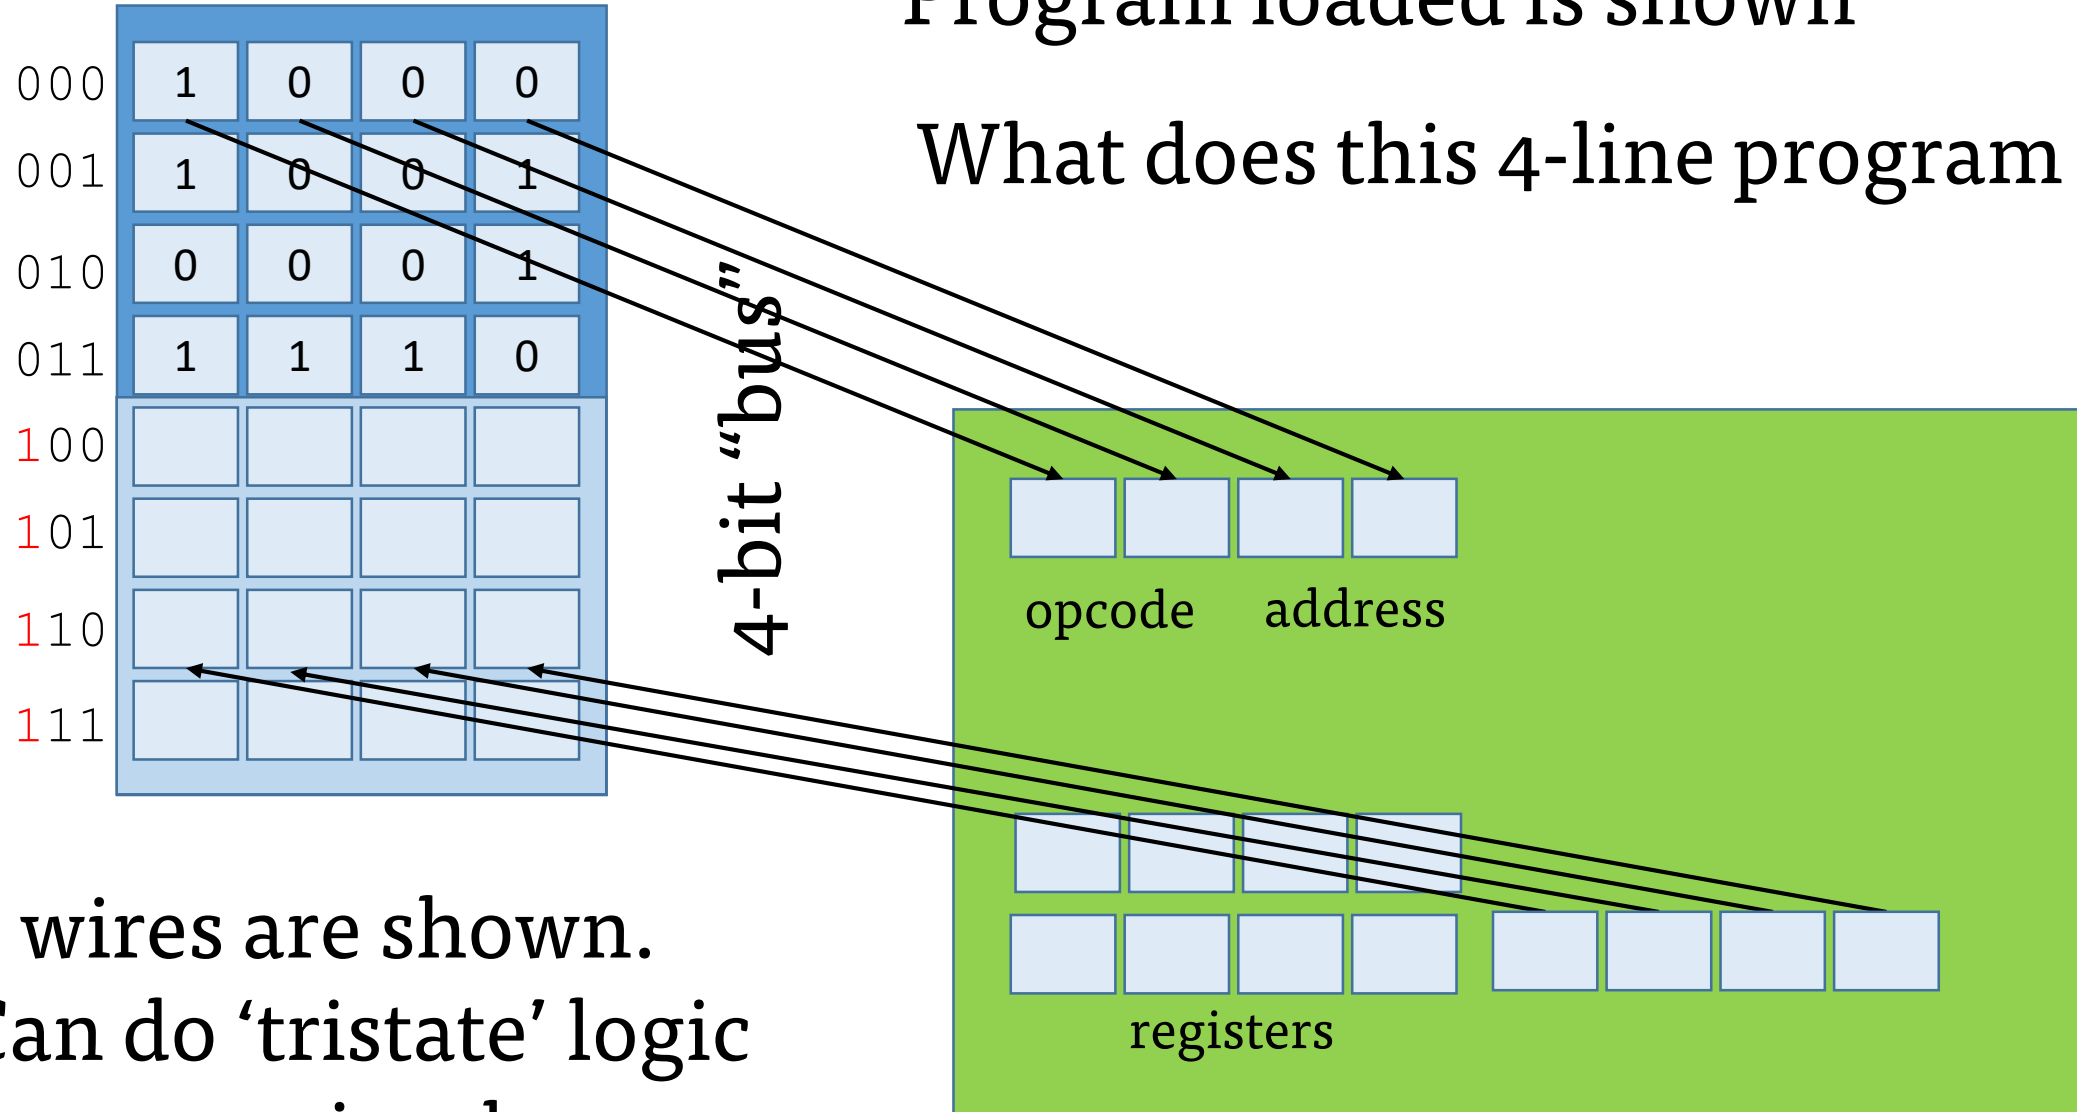 Program loaded is shown
What does this 4-line program
000 1 0 0 0
001 1 0 0 1
010 0 0 0 1
011 1 1 1 0
100
101
110
111
4-bit “bus”
opcode address
registers
wires are shown.
Can do ‘tristate’ logic